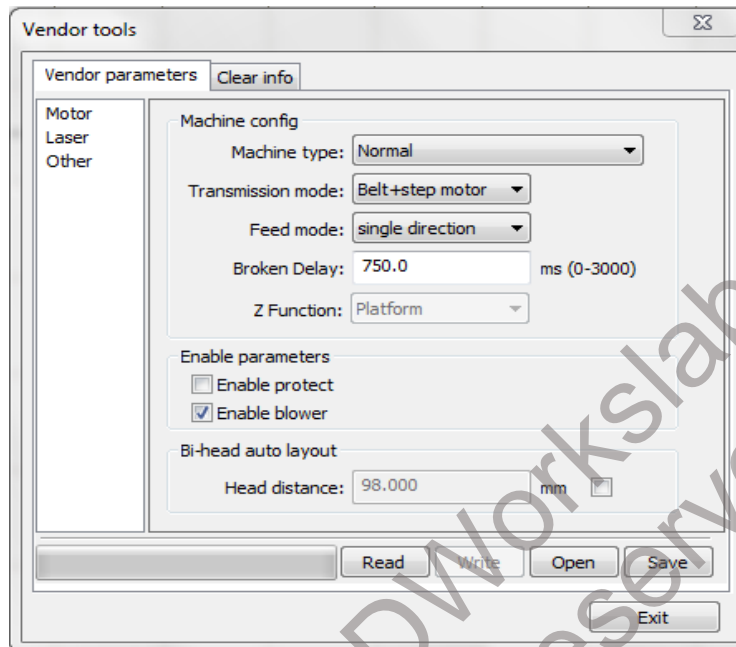 Vendor tools
Vendor parameters Clear info
Motor
Laser
Other
Machine config
Machine type: Normal
Transmission mode: Belt+step motor
Feed mode: single direction
Broken Delay: 750.0 ms (0-3000)
Z Function: Platform
Enable parameters
Enable protect
Enable blower
Bi-head auto layout
Head distance: 98.000 mm
Read Write Open Save
Exit